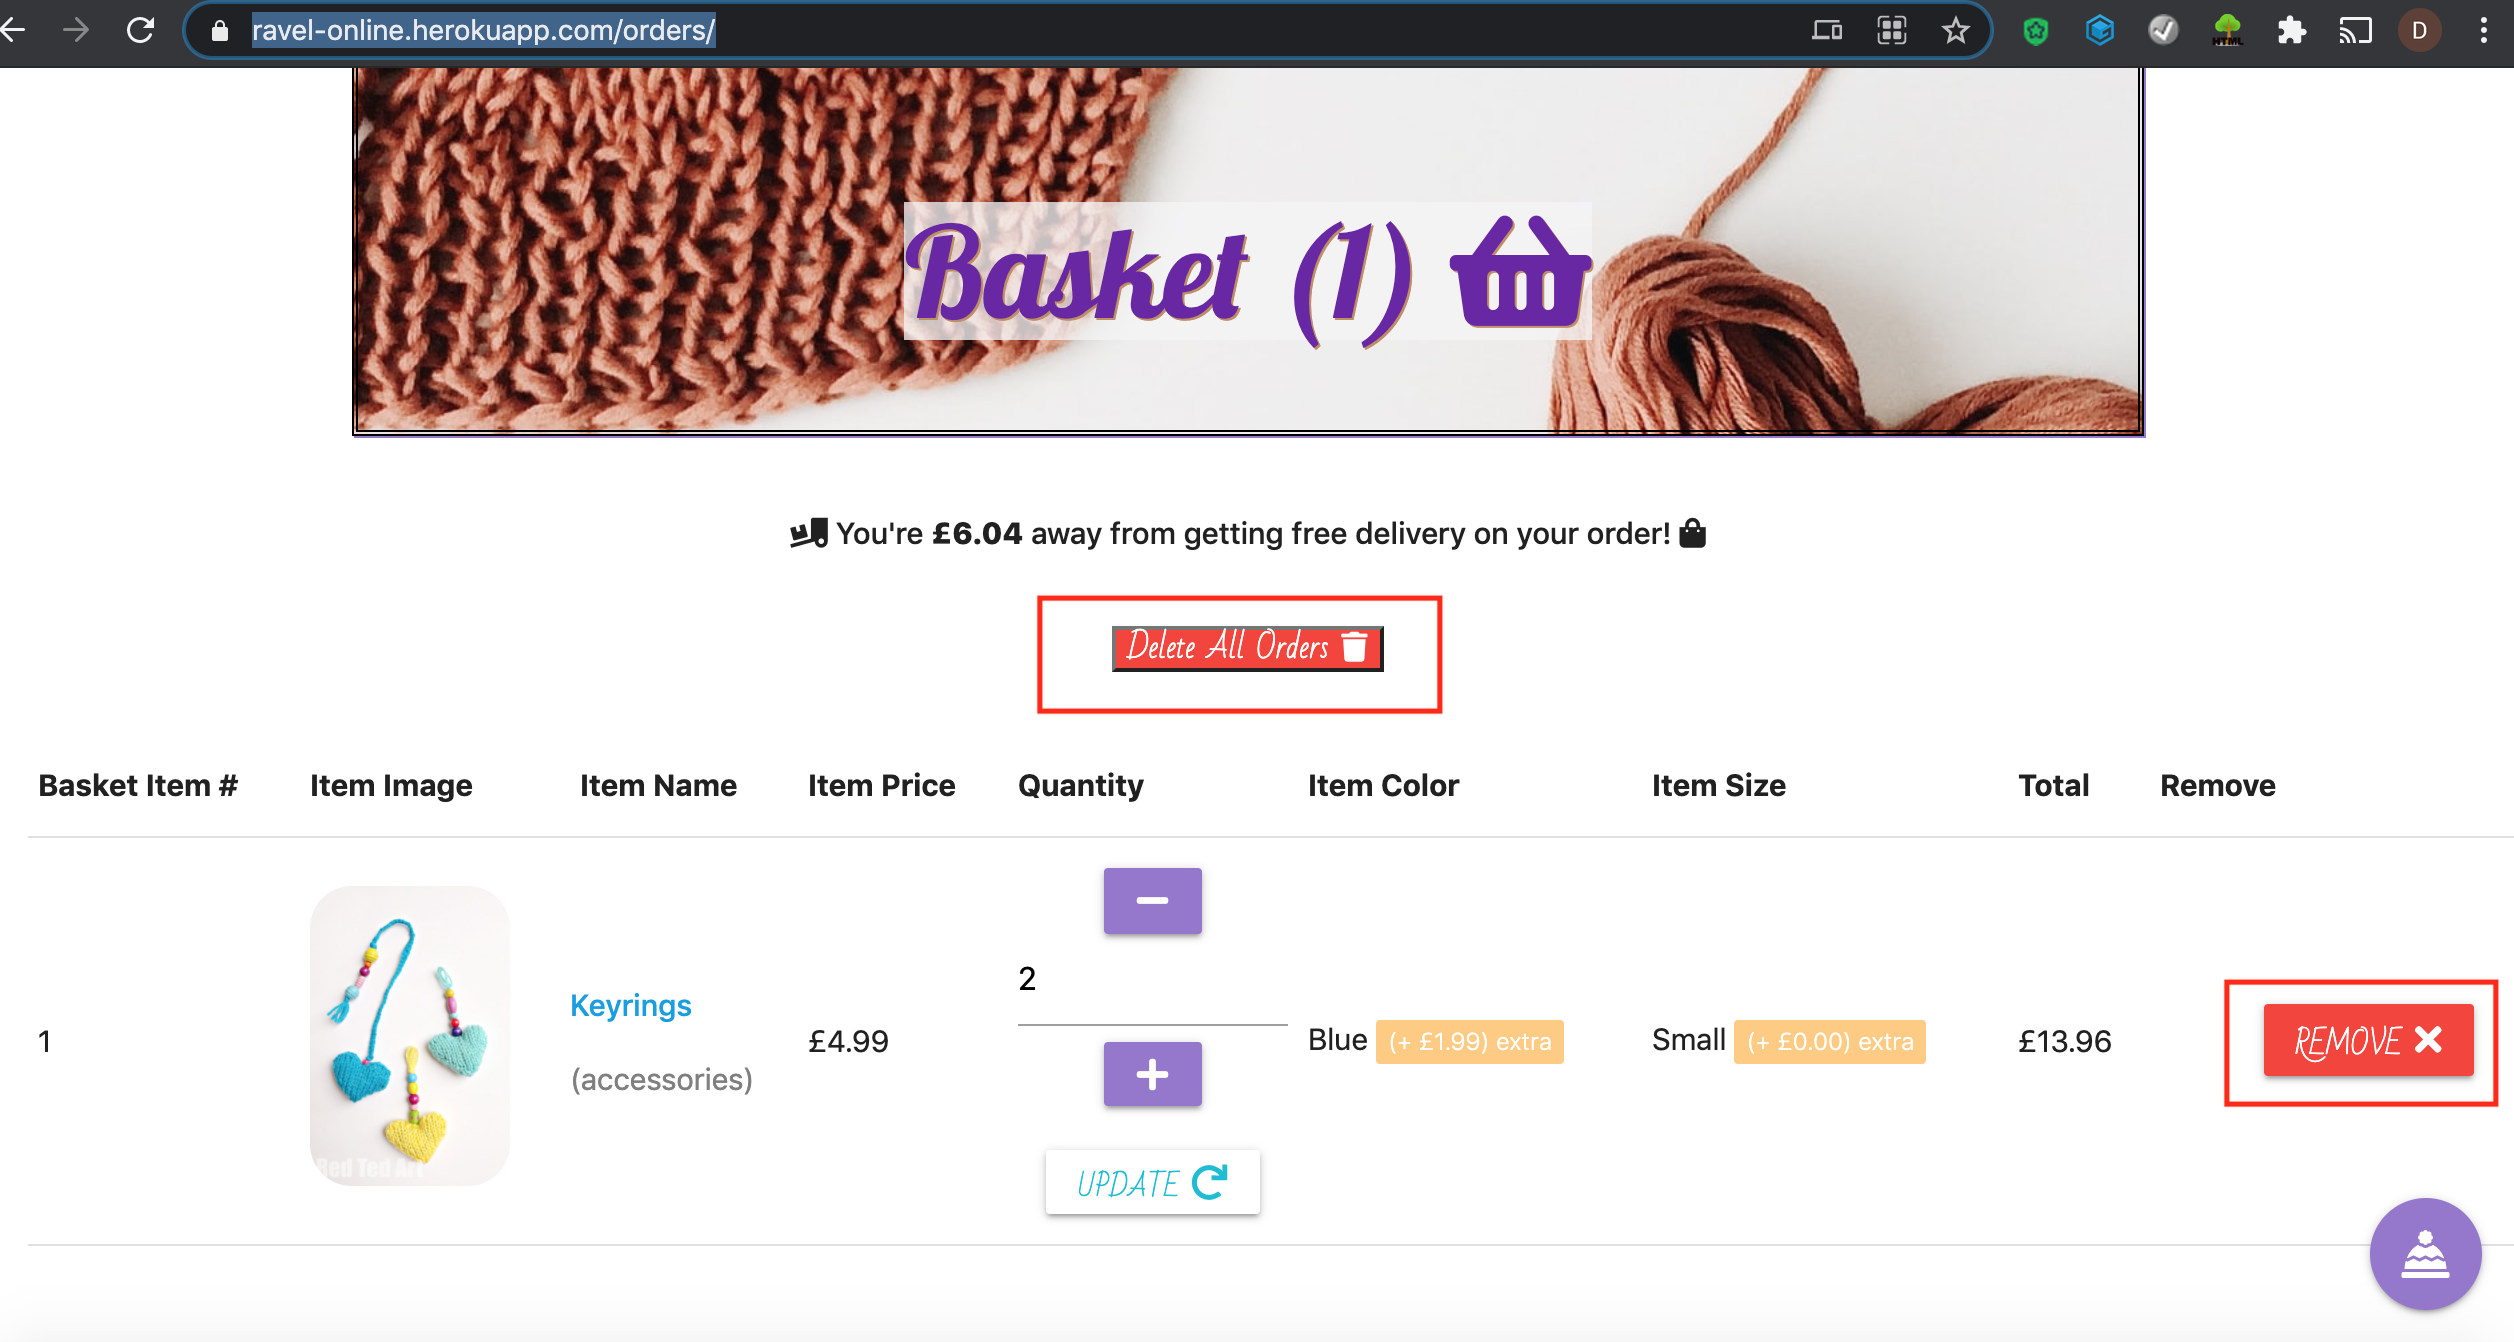 ravel-online.herokuapp.com/orders/
HTML
D
Basket (1)
You're £6.04 away from getting free delivery on your order!
Delete All Orders
Basket Item # Item Image Item Name Item Price Quantity Item Color Item Size Total Remove
1 Keyrings (accessories) £4.99 2 Blue (+ £1.99) extra Small (+ £0.00) extra £13.96 REMOVE
Red Ted Art
UPDATE